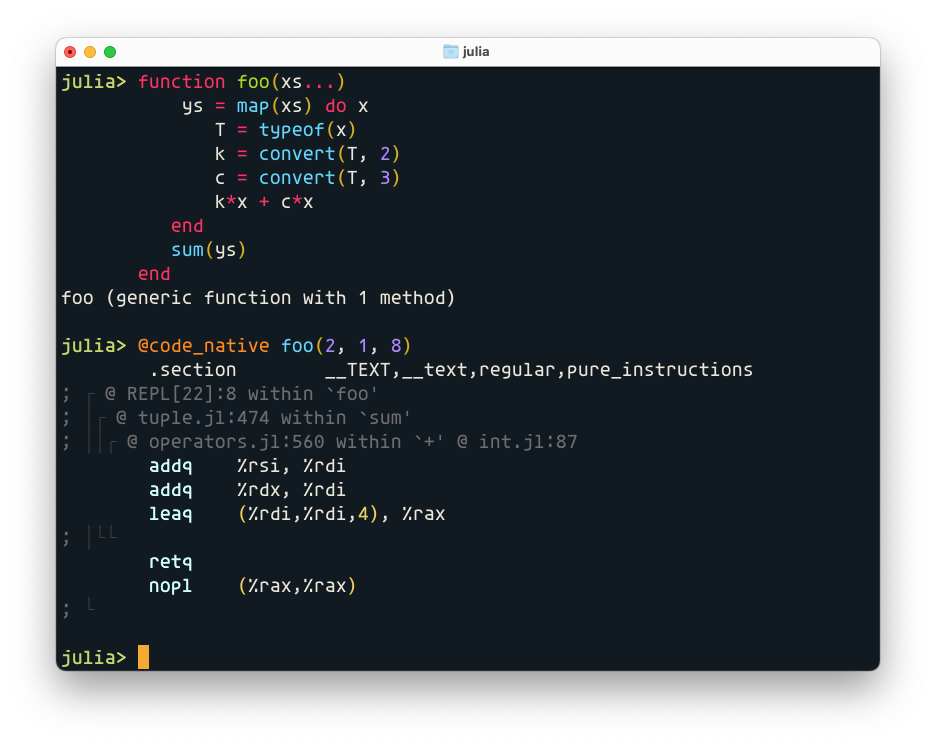 julia
julia> function foo(xs...)
           ys = map(xs) do x
              T = typeof(x)
              k = convert(T, 2)
              c = convert(T, 3)
              k*x + c*x
          end
          sum(ys)
       end
foo (generic function with 1 method)
julia> @code_native foo(2, 1, 8)
        .section        __TEXT,__text,regular,pure_instructions
; ┌ @ REPL[22]:8 within `foo'
; │┌ @ tuple.jl:474 within `sum'
; ││┌ @ operators.jl:560 within `+' @ int.jl:87
        addq    %rsi, %rdi
        addq    %rdx, %rdi
        leaq    (%rdi,%rdi,4), %rax
; │└└
        retq
        nopl    (%rax,%rax)
; └
julia>